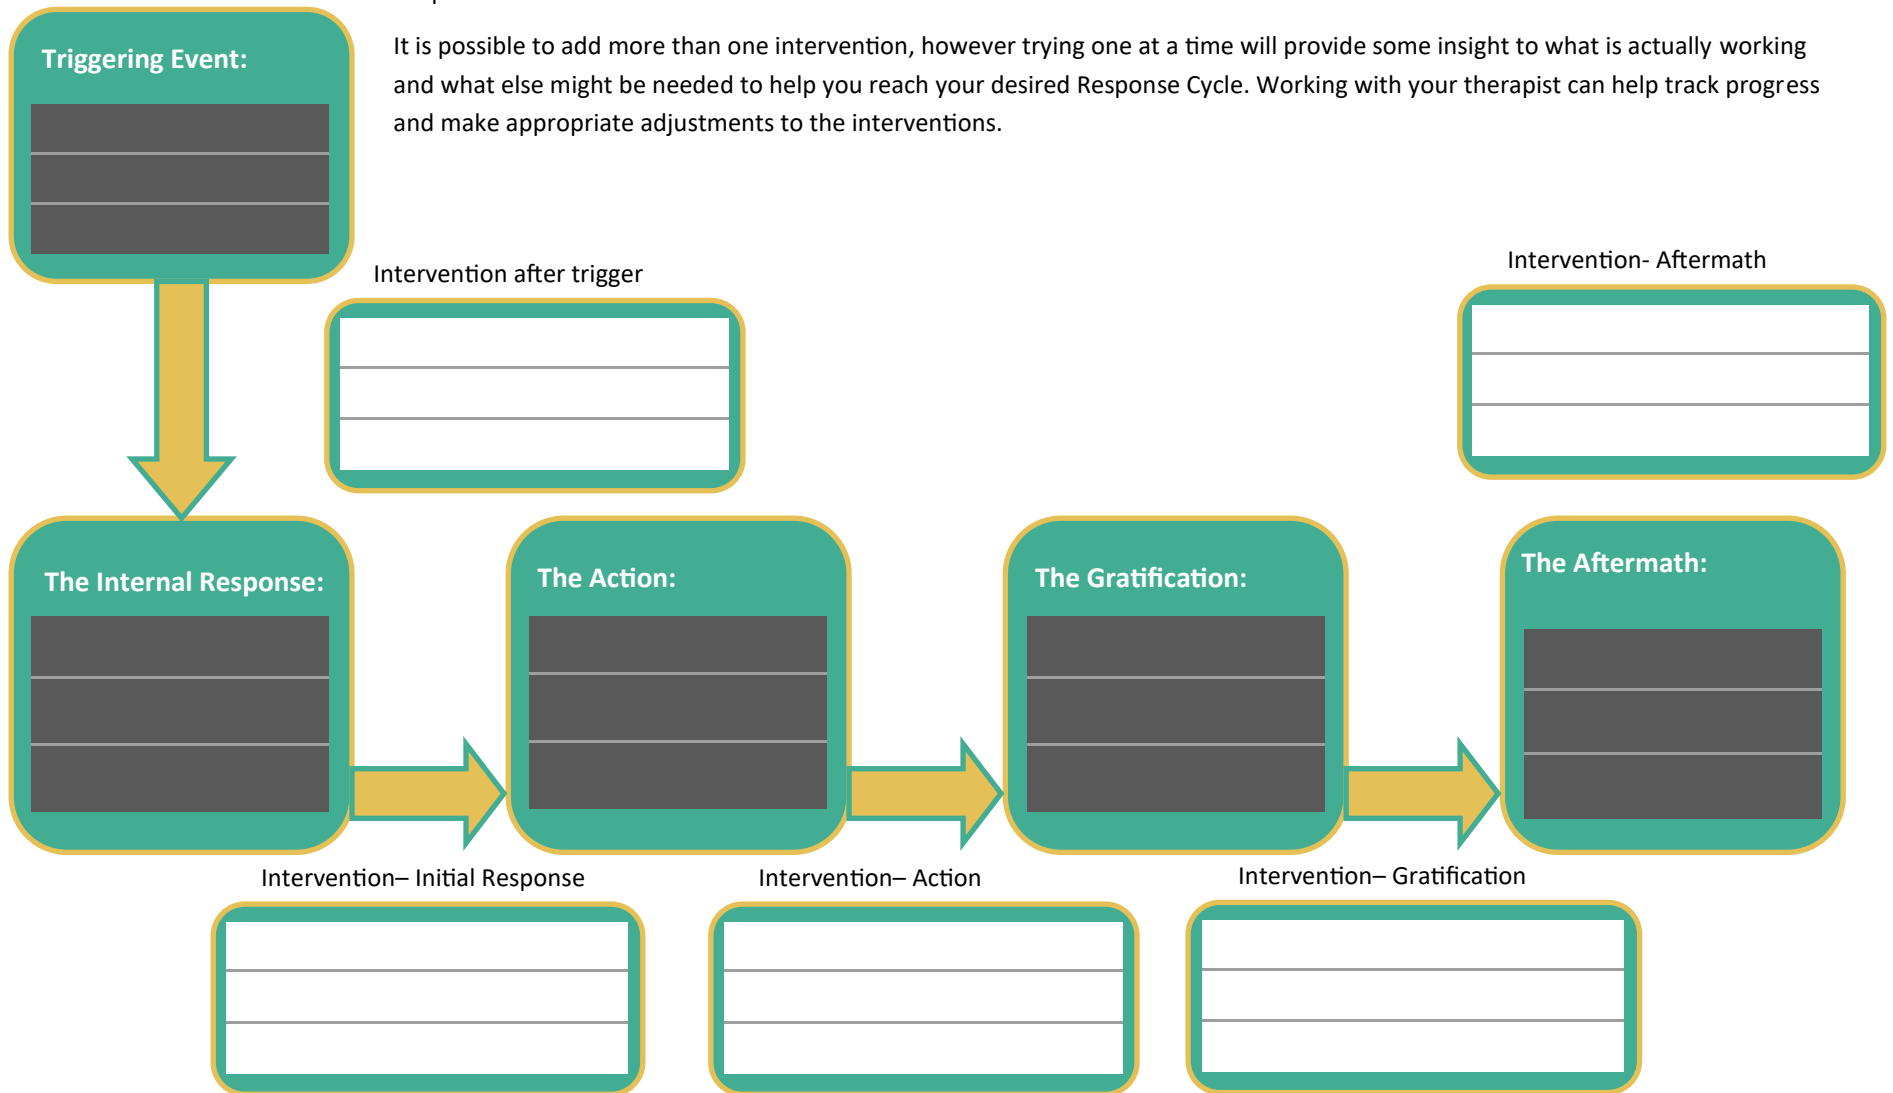 Triggering Event:
It is possible to add more than one intervention, however trying one at a time will provide some insight to what is actually working
and what else might be needed to help you reach your desired Response Cycle. Working with your therapist can help track progress
and make appropriate adjustments to the interventions.
Intervention after trigger
Intervention- Aftermath
The Internal Response:
The Action:
The Gratification:
The Aftermath:
Intervention– Initial Response
Intervention– Action
Intervention– Gratification